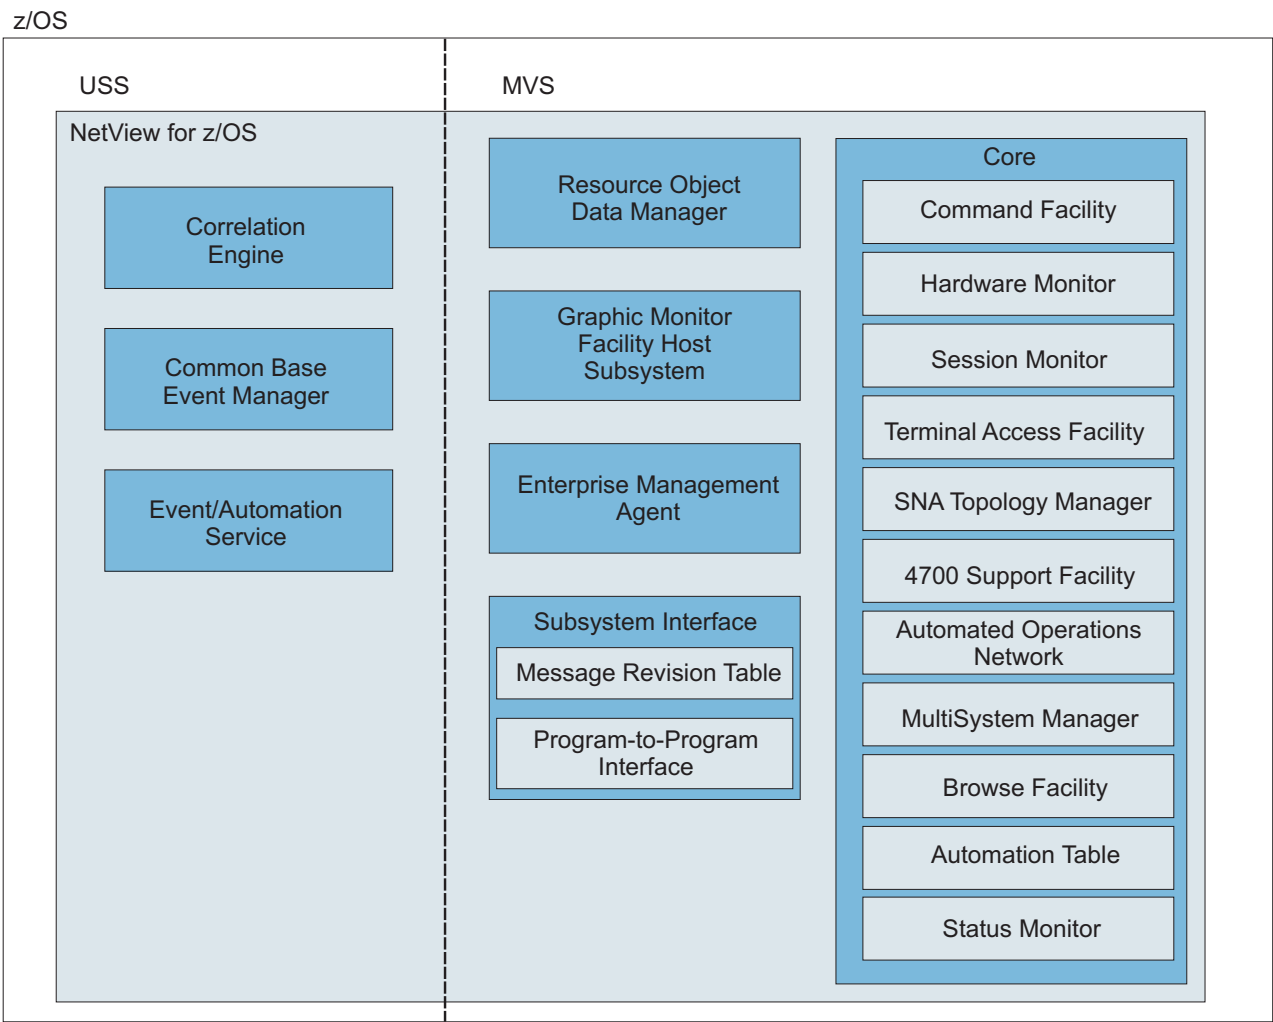 z/OS
USS
MVS
NetView for z/OS
Correlation
Engine
Common Base
Event Manager
Event/Automation
Service
Resource Object
Data Manager
Graphic Monitor
Facility Host
Subsystem
Enterprise Management
Agent
Subsystem Interface
Message Revision Table
Program-to-Program
Interface
Core
Command Facility
Hardware Monitor
Session Monitor
Terminal Access Facility
SNA Topology Manager
4700 Support Facility
Automated Operations
Network
MultiSystem Manager
Browse Facility
Automation Table
Status Monitor